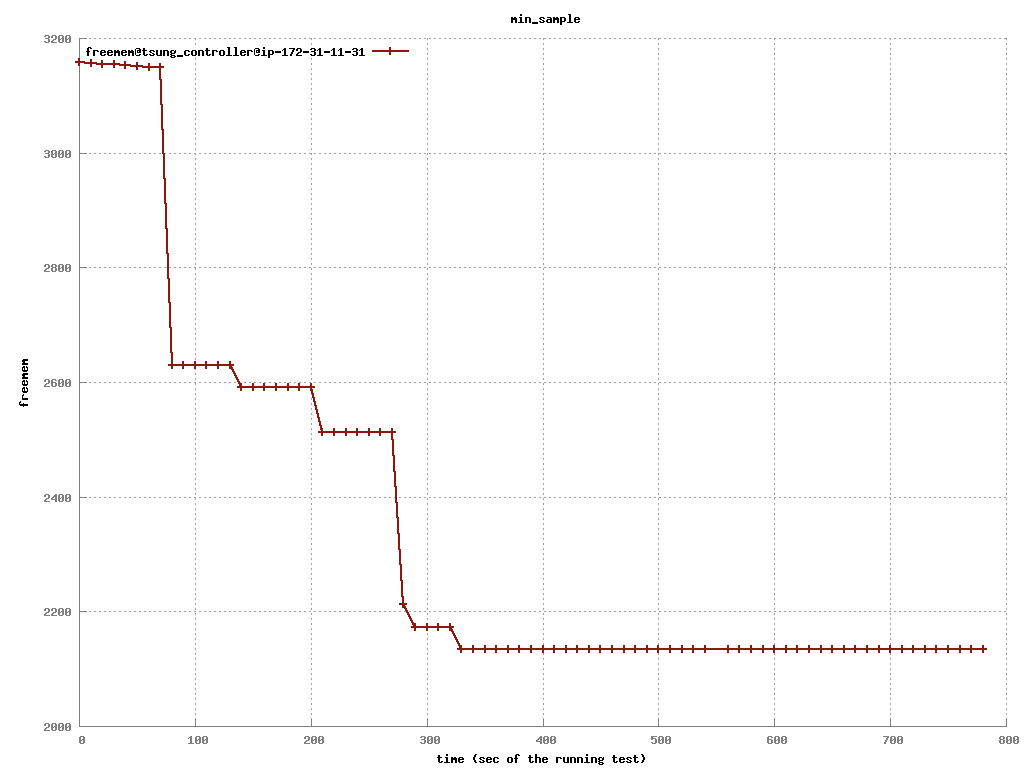 min_sample
freemem@tsung_controller@ip-172-31-11-31
3200
3000
2800
2600
2400
2200
2000
freemem
0 100 200 300 400 500 600 700 800
time (sec of the running test)